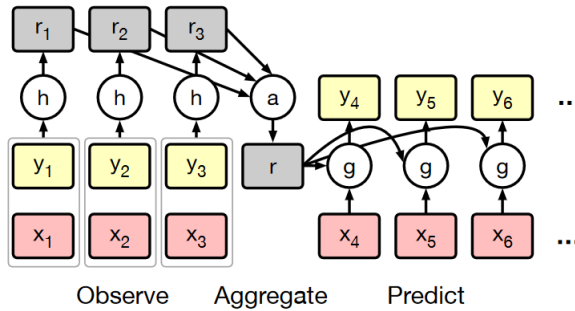 r1 r2 r3
h h h a y4 y5 y6 ...
y1 y2 y3 r g g g
x1 x2 x3 x4 x5 x6 ...
Observe Aggregate Predict